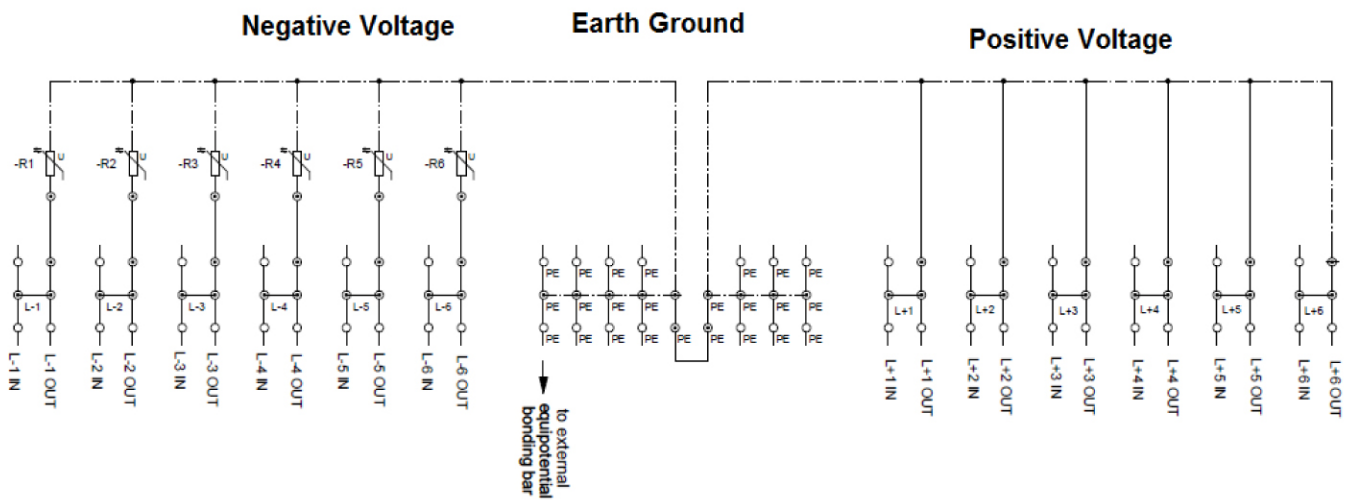 Negative Voltage
Earth Ground
Positive Voltage
-R1
U
-R2
U
-R3
U
-R4
U
-R5
U
-R6
U
PE PE PE PE
PE PE PE
L-1
L-2
L-3
L-4
L-5
L-6
PE PE PE PE PE PE PE PE
L+1
L+2
L+3
L+4
L+5
L+6
PE PE PE PE PE PE PE PE PE
L-1 IN
L-1 OUT
L-2 IN
L-2 OUT
L-3 IN
L-3 OUT
L-4 IN
L-4 OUT
L-5 IN
L-5 OUT
L-6 IN
L-6 OUT
to external
equipotential
bonding bar
L+1 IN
L+1 OUT
L+2 IN
L+2 OUT
L+3 IN
L+3 OUT
L+4 IN
L+4 OUT
L+5 IN
L+5 OUT
L+6 IN
L+6 OUT